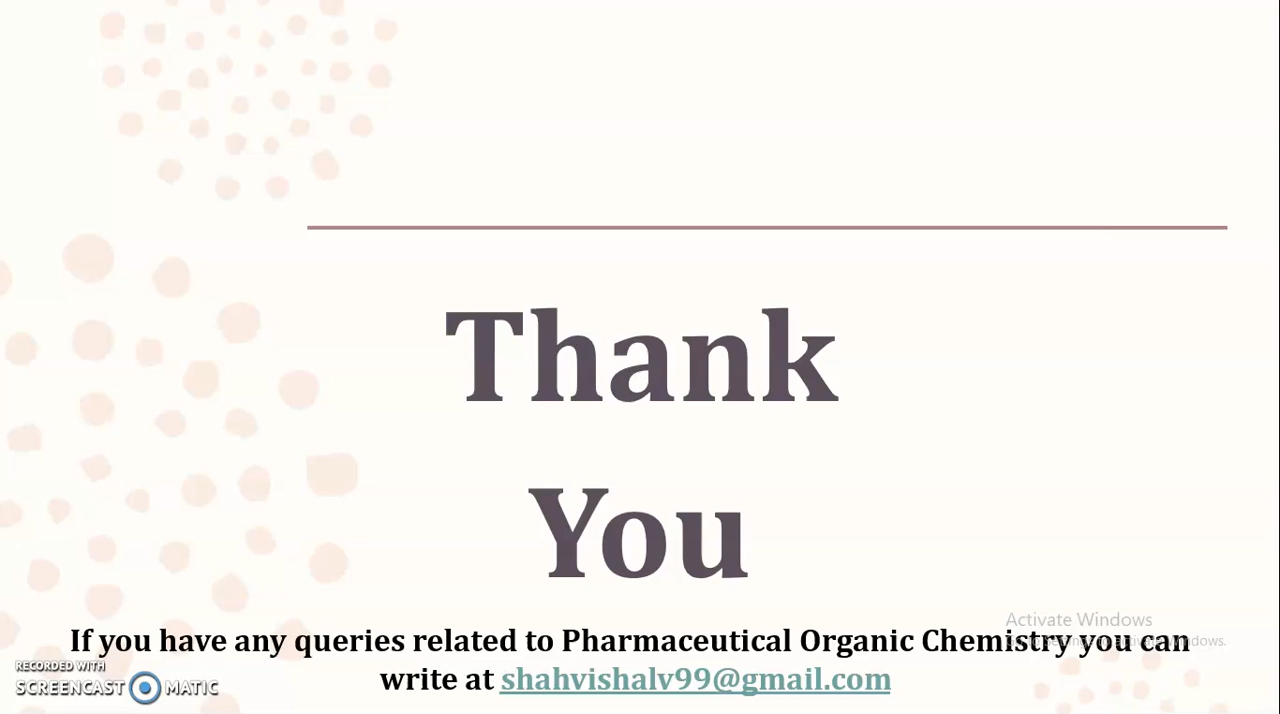 Thank
You
Activate Windows
If you have any queries related to Pharmaceutical Organic Chemistry you can
write at shahvishalv99@gmail.com
RECORDED WITH
SCREENCAST MATIC